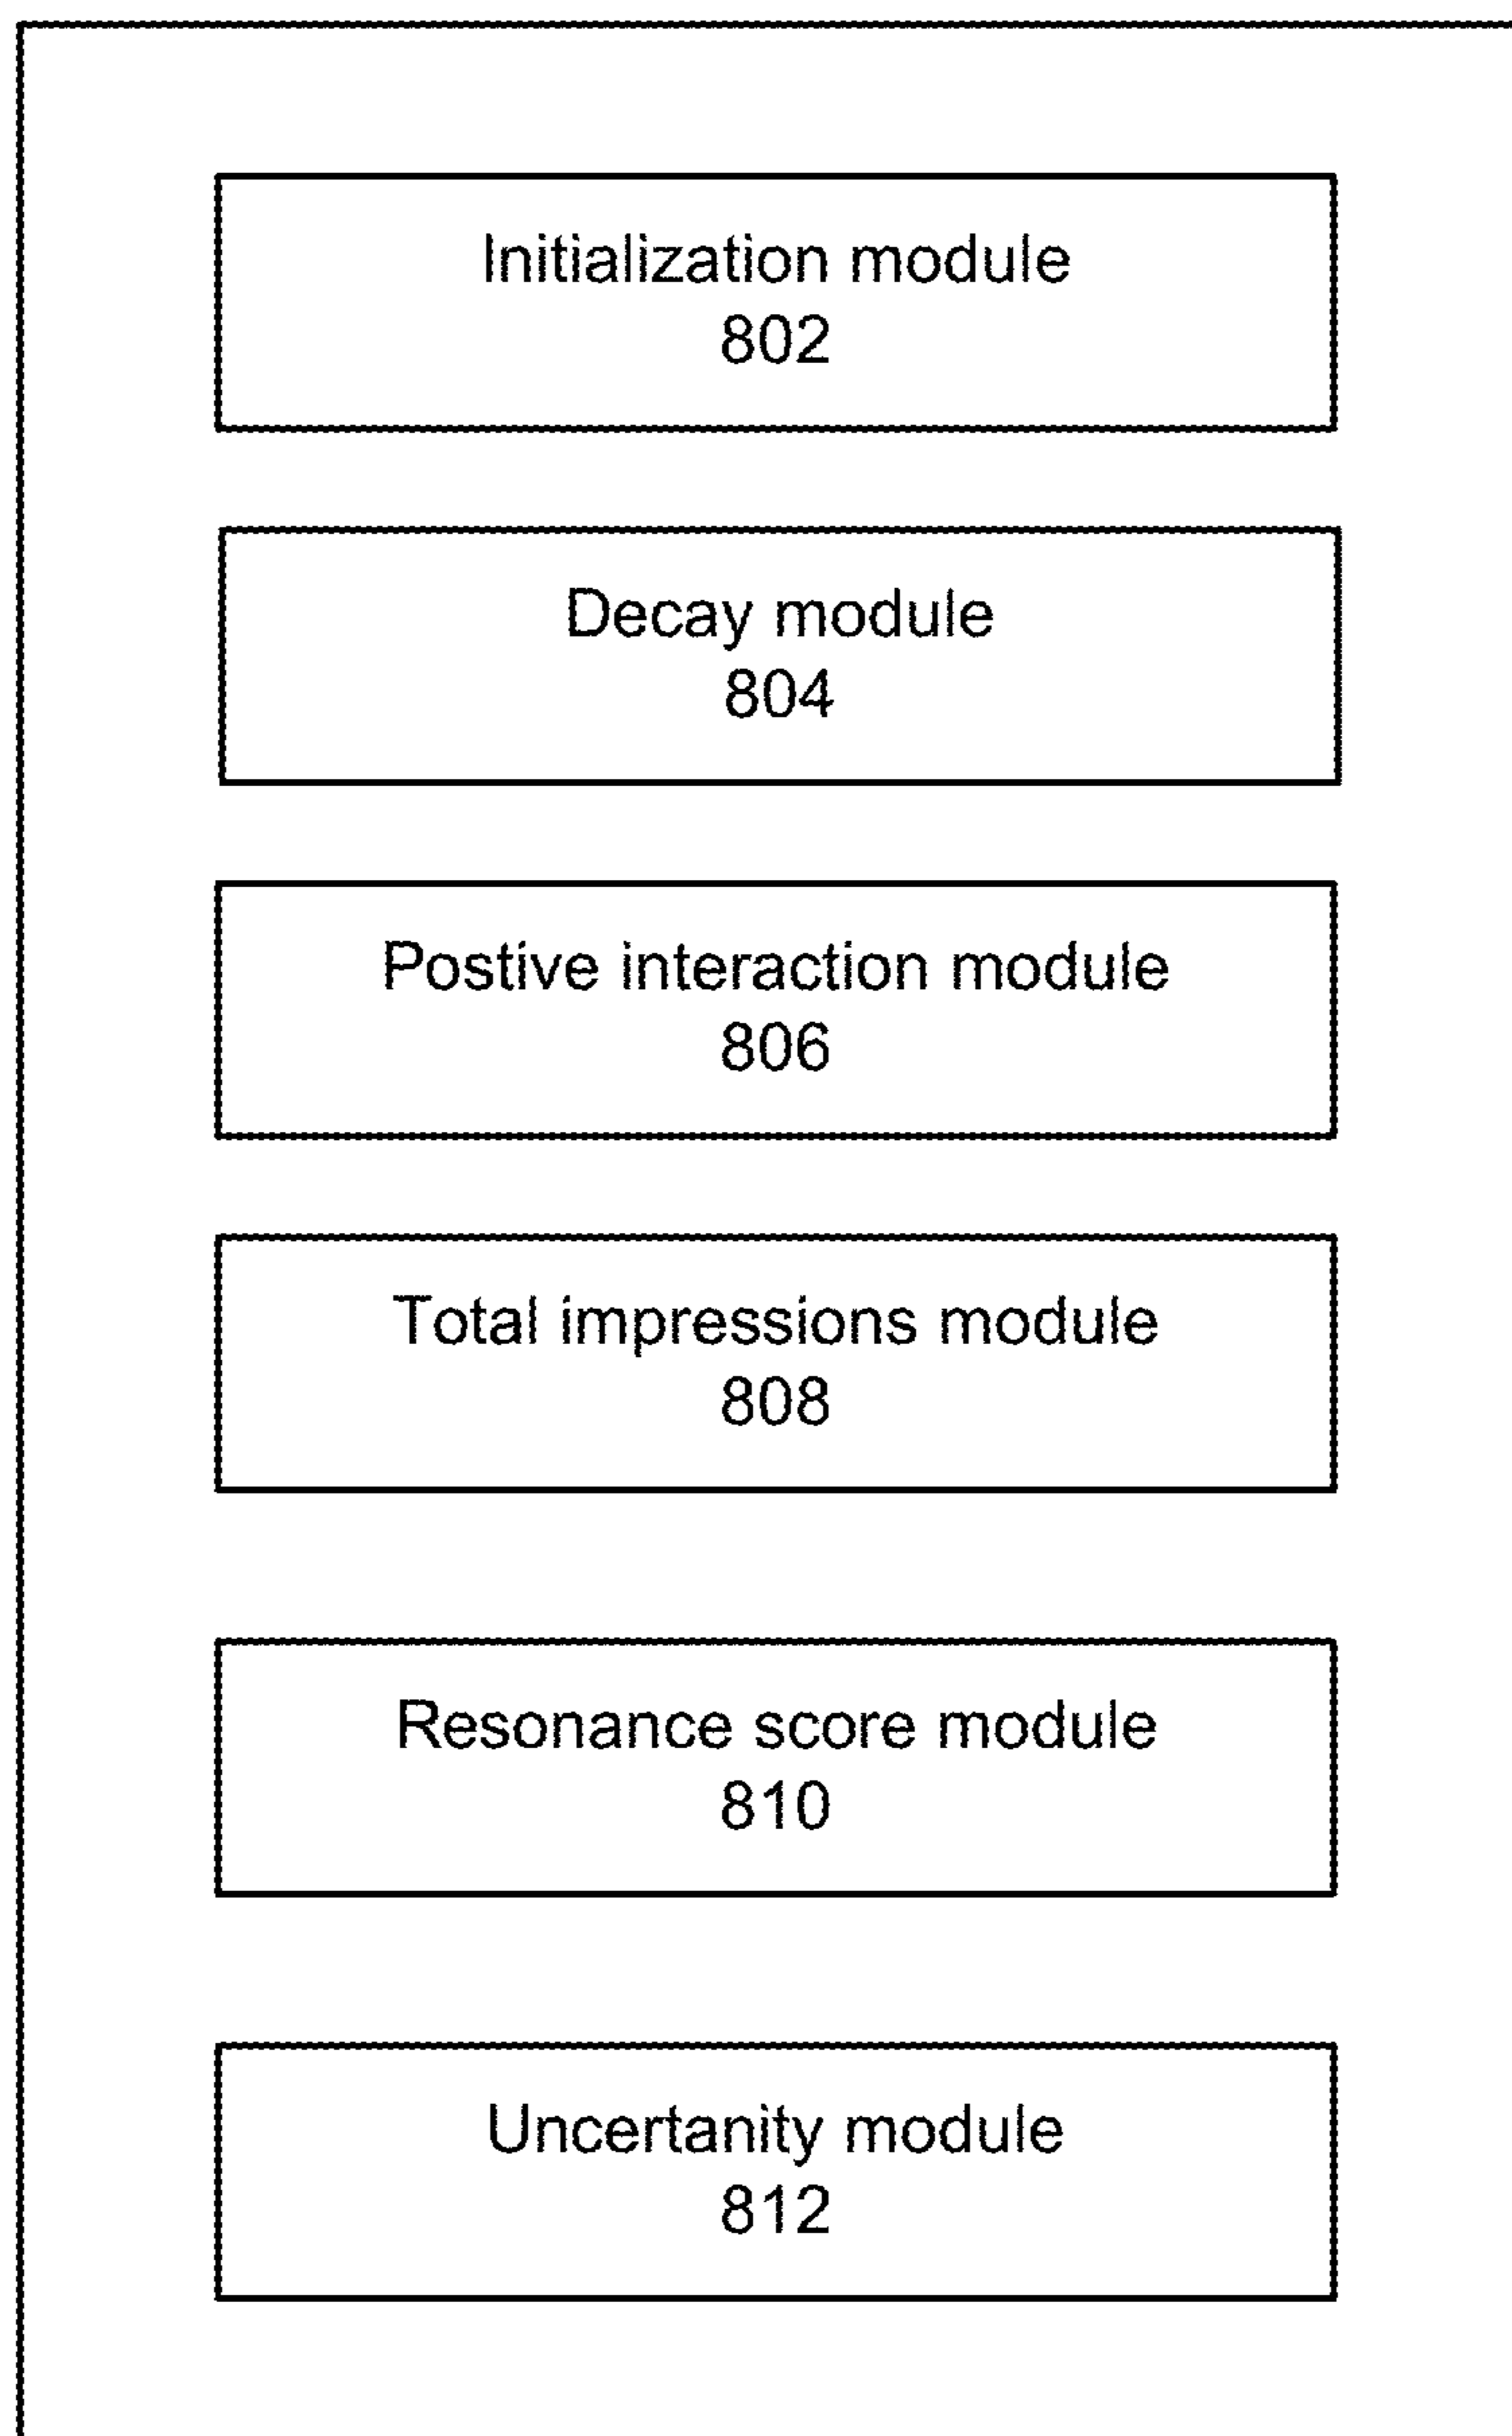 Initialization module
802
Decay module
804
Postive interaction module
806
Total impressions module
808
Resonance score module
810
Uncertanity module
812